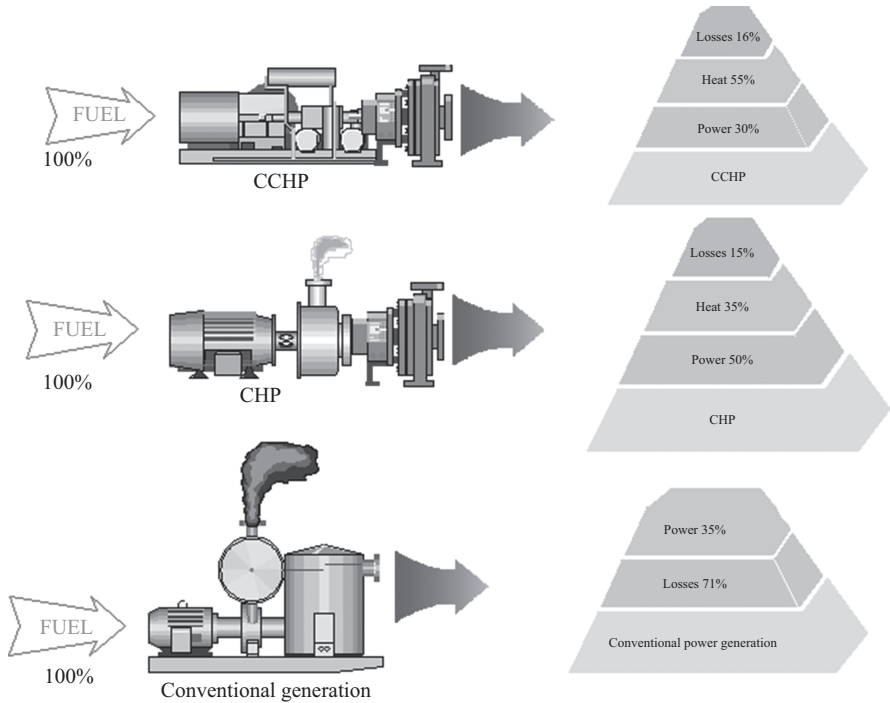 FUEL
100%
CCHP
Losses 16%
Heat 55%
Power 30%
CCHP
FUEL
100%
CHP
Losses 15%
Heat 35%
Power 50%
CHP
FUEL
100%
Conventional generation
Power 35%
Losses 71%
Conventional power generation